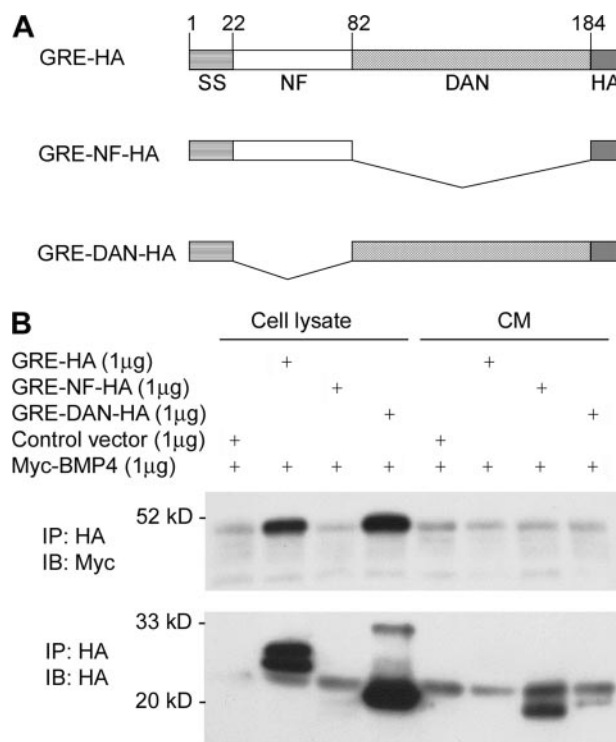 A
1 22 82 184
GRE-HA
SS NF DAN HA
GRE-NF-HA
GRE-DAN-HA
B
Cell lysate CM
GRE-HA (1µg) + +
GRE-NF-HA (1µg) + +
GRE-DAN-HA (1µg) + +
Control vector (1µg) + +
Myc-BMP4 (1µg) + + + + + + + +
52 kD -
IP: HA
IB: Myc
33 kD -
IP: HA
IB: HA
20 kD -